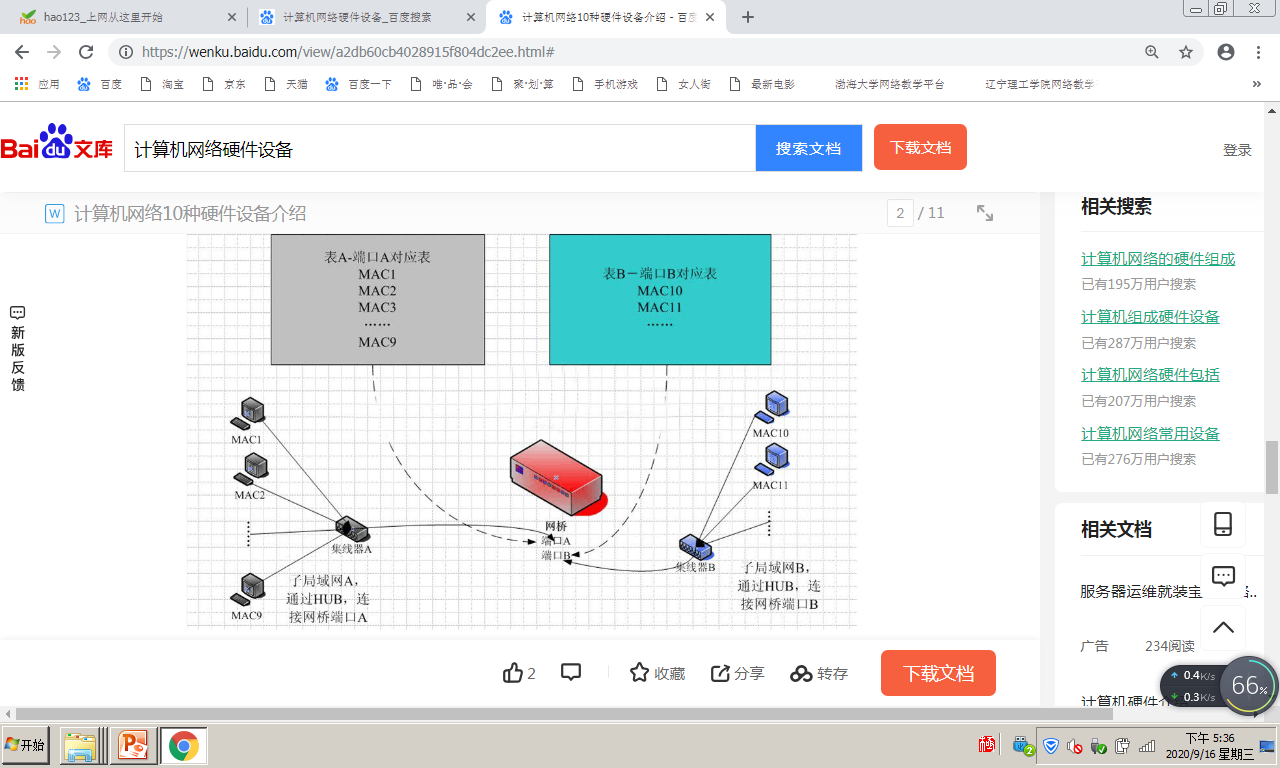 hao123_上网从这里开始
计算机网络硬件设备_百度搜索
计算机网络10种硬件设备介绍 - 百度
https://wenku.baidu.com/view/a2db60cb4028915f804dc2ee.html#
应用
百度
淘宝
京东
天猫
百度一下
唯·品·会
聚·划·算
手机游戏
女人街
最新电影
渤海大学网络教学平台
辽宁理工学院网络教学
»
Bai du 文库
计算机网络硬件设备
搜索文档
下载文档
登录
W 计算机网络10种硬件设备介绍
2 / 11
新
版
反
馈
表A-端口A对应表
MAC1
MAC2
MAC3
……
MAC9
表B－端口B对应表
MAC10
MAC11
……
MAC1
MAC2
集线器A
MAC9
子局域网A，
通过HUB，连
接网桥端口A
网桥
端口A
端口B
MAC10
MAC11
集线器B
子局域网B，
通过HUB，连
接网桥端口B
相关搜索
计算机网络的硬件组成
已有195万用户搜索
计算机组成硬件设备
已有287万用户搜索
计算机网络硬件包括
已有207万用户搜索
计算机网络常用设备
已有276万用户搜索
相关文档
服务器运维就装宝
广告
234阅读
计算机硬件介
2
收藏
分享
转存
下载文档
0.4K/s
0.3K/s
66%
开始
2
下午 5:36
2020/9/16 星期三